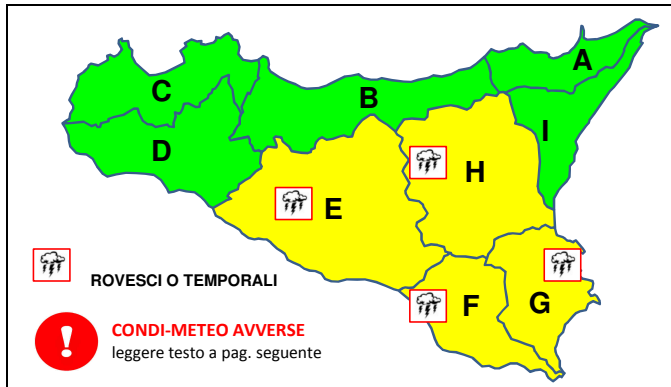 A
C
B
I
D
H
E
ROVESCI O TEMPORALI
F
G
!
CONDI-METEO AVVERSE
leggere testo a pag. seguente